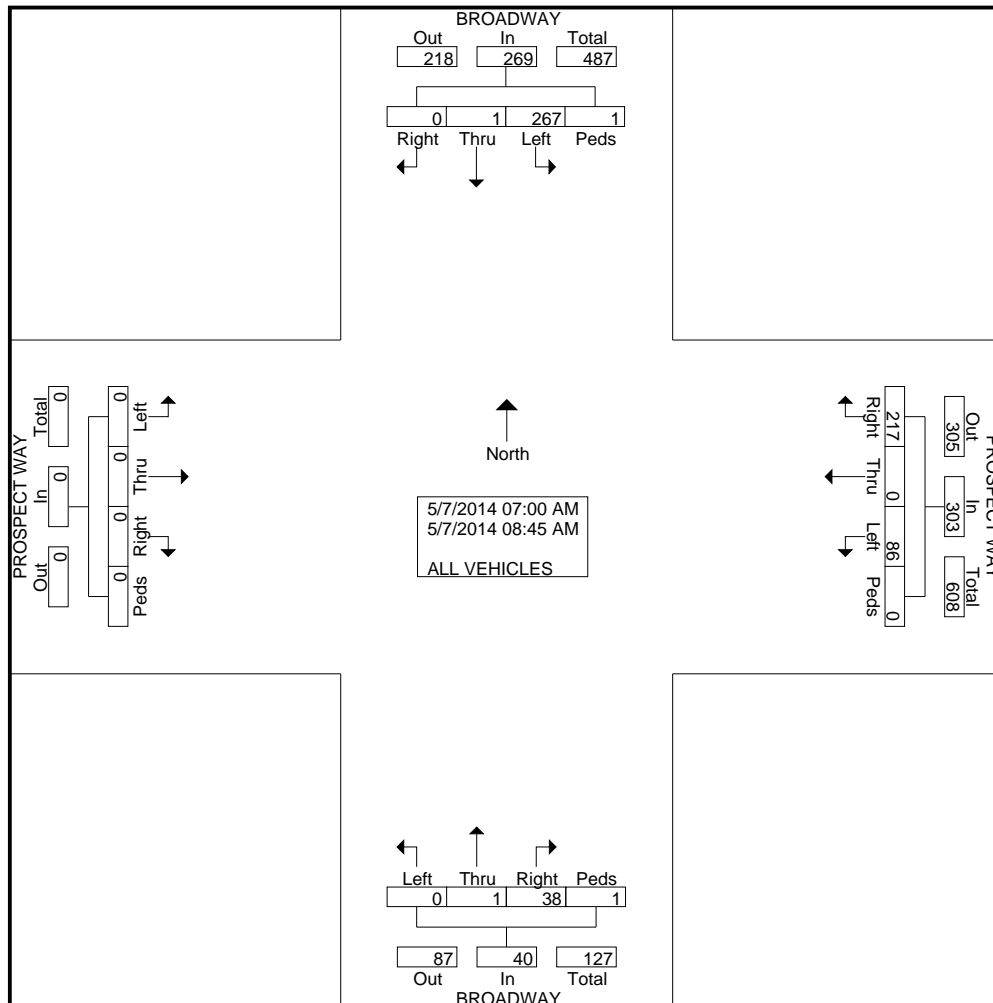 BROADWAY
Out In Total
218 269 487
0 1 267 1
Right Thru Left Peds
PROSPECT WAY
Total In Out
0 0 0
0 0 0 0
Left Thru Right Peds
North
5/7/2014 07:00 AM
5/7/2014 08:45 AM
ALL VEHICLES
PROSPECT WAY
Out In Total
305 303 608
217 0 86 0
Right Thru Left Peds
Left Thru Right Peds
0 1 38 1
87 40 127
Out In Total
BROADWAY